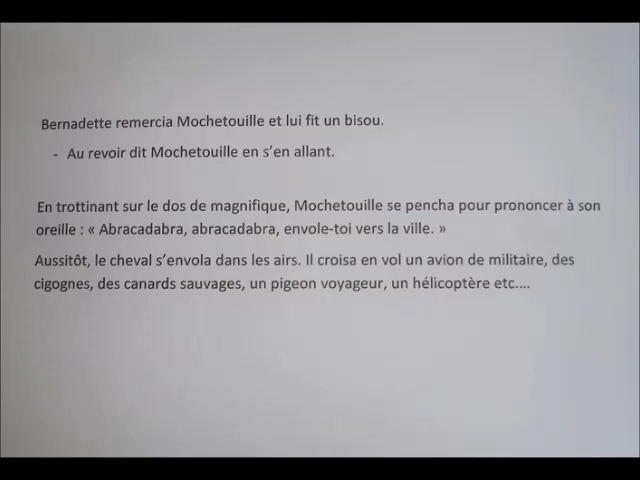 Bernadette remercia Mochetouille et lui fit un bisou.
- Au revoir dit Mochetouille en s'en allant.
En trottinant sur le dos de magnifique, Mochetouille se pencha pour prononcer à son
oreille : « Abracadabra, abracadabra, envole-toi vers la ville. »
Aussitôt, le cheval s'envola dans les airs. Il croisa en vol un avion de militaire, des
cigognes, des canards sauvages, un pigeon voyageur, un hélicoptère etc....